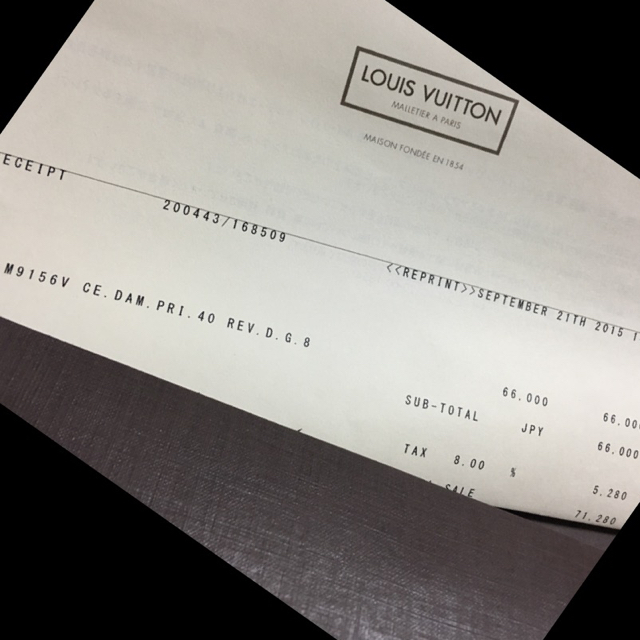 LOUIS VUITTON
MALLETIER A PARIS
MAISON FONDÉE EN 1854
ECEIPT 200443/168509 <<REPRINT>>SEPTEMBER 21TH 2015
M9156V CE.DAM.PRI.40 REV.D.G.8
66.000 66.000
SUB-TOTAL JPY 66.000
TAX 8.00 % 5.280
SALE 71.280